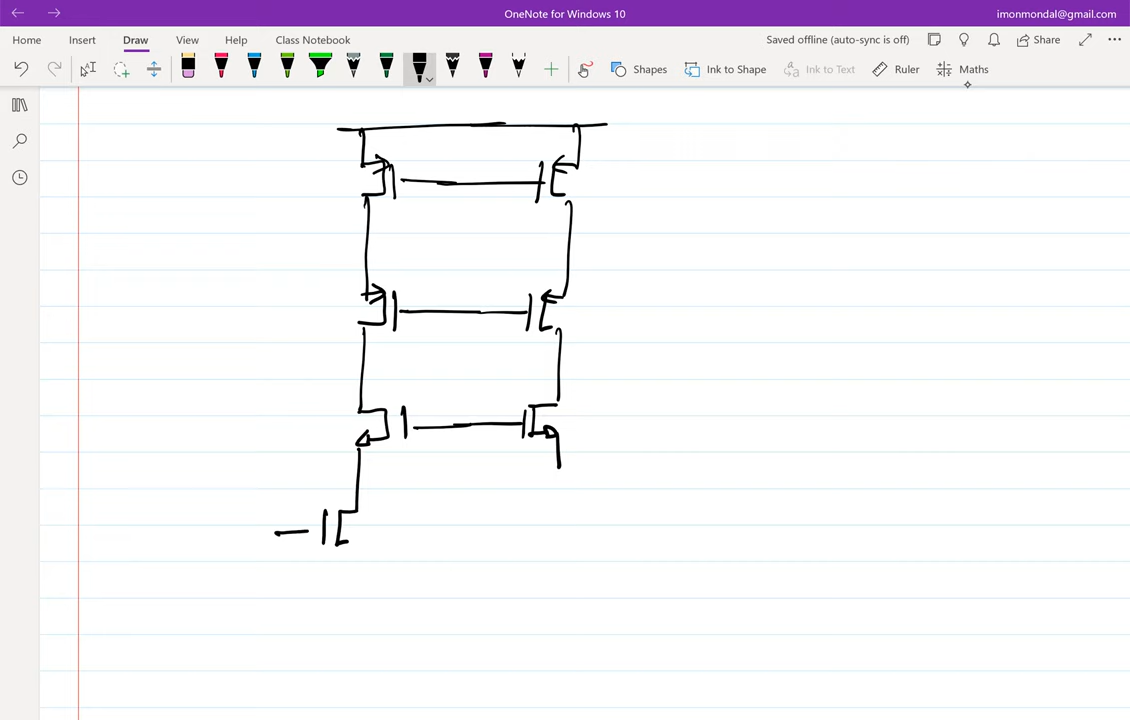 OneNote for Windows 10
imonmondal@gmail.com
Home Insert Draw View Help Class Notebook
Saved offline (auto-sync is off) Share
Shapes Ink to Shape Ink to Text Ruler Maths